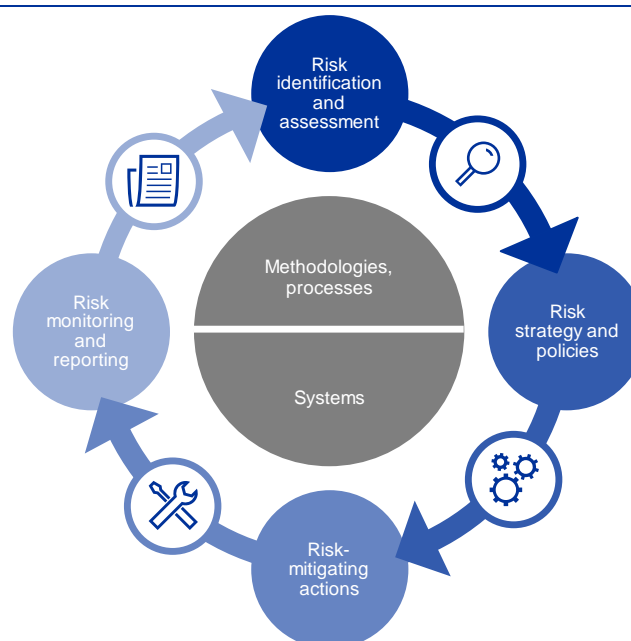 Risk
identification
and
assessment
Methodologies,
processes
Risk
strategy and
policies
Risk
monitoring
and
reporting
Systems
Risk-
mitigating
actions